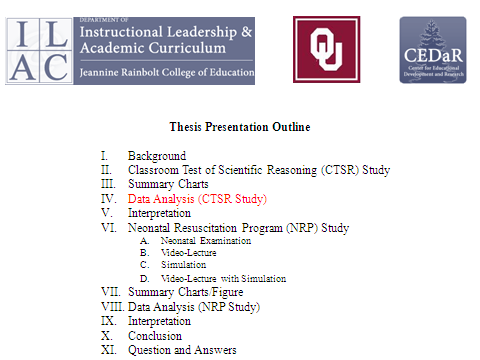 DEPARTMENT OF
I L
A C
Instructional Leadership &
Academic Curriculum
Jeannine Rainbolt College of Education
OU
CEDaR
Center for Educational
Development and Research
Thesis Presentation Outline
I. Background
II. Classroom Test of Scientific Reasoning (CTSR) Study
III. Summary Charts
IV. Data Analysis (CTSR Study)
V. Interpretation
VI. Neonatal Resuscitation Program (NRP) Study
A. Neonatal Examination
B. Video-Lecture
C. Simulation
D. Video-Lecture with Simulation
VII. Summary Charts/Figure
VIII. Data Analysis (NRP Study)
IX. Interpretation
X. Conclusion
XI. Question and Answers